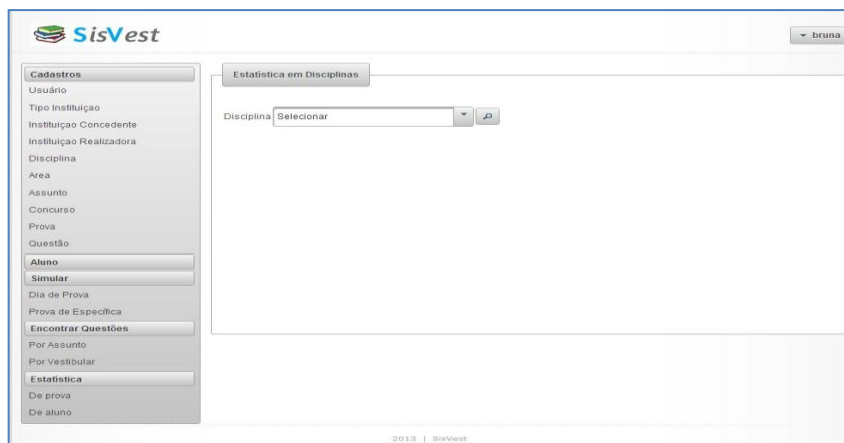 SisVest
bruna
Cadastros
Usuário
Tipo Instituiçao
Instituiçao Concedente
Instituiçao Realizadora
Disciplina
Area
Assunto
Concurso
Prova
Questão
Aluno
Simular
Dia de Prova
Prova de Específica
Encontrar Questões
Por Assunto
Por Vestibular
Estatistica
De prova
De aluno
Estatistica em Disciplinas
Disciplina Selecionar
2013 | SisVest